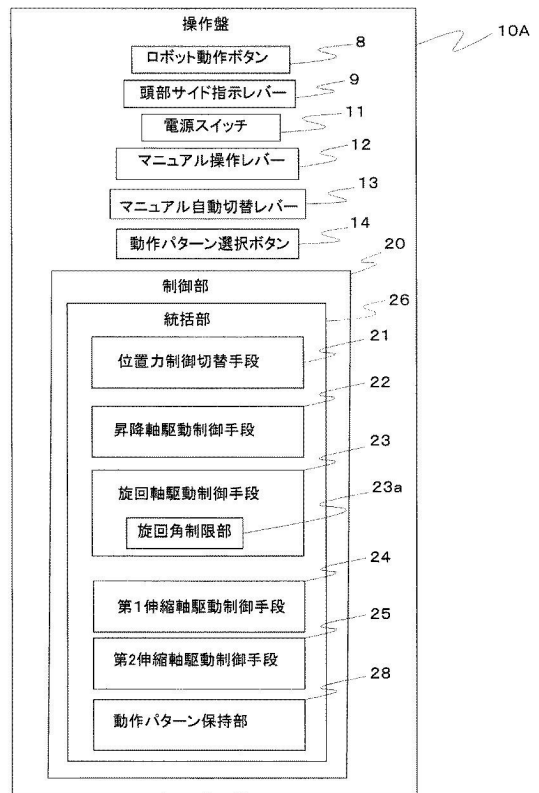 操作盤
10A
ロボット動作ボタン
8
頭部サイド指示レバー
9
電源スイッチ
11
マニュアル操作レバー
12
マニュアル自動切替レバー
13
動作パターン選択ボタン
14
制御部
20
統括部
26
位置力制御切替手段
21
昇降軸駆動制御手段
22
旋回軸駆動制御手段
23
旋回角制限部
23a
第1伸縮軸駆動制御手段
24
第2伸縮軸駆動制御手段
25
動作パターン保持部
28